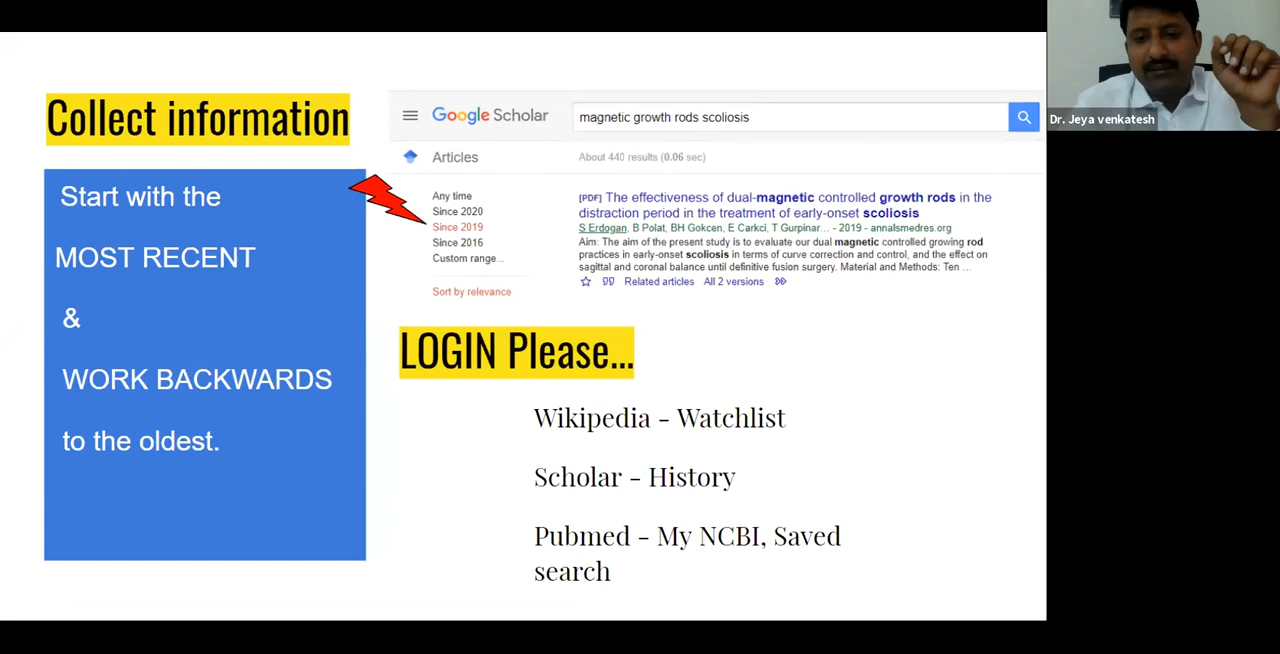 Collect information
Start with the
MOST RECENT
&
WORK BACKWARDS
to the oldest.
Google Scholar
magnetic growth rods scoliosis
Articles
About 440 results (0.06 sec)
Any time
Since 2020
Since 2019
Since 2016
Custom range...
Sort by relevance
[PDF] The effectiveness of dual-magnetic controlled growth rods in the
distraction period in the treatment of early-onset scoliosis
S Erdogan, B Polat, BH Gokcen, E Carkci, T Gurpinar... - 2019 - annalsmedres.org
Aim: The aim of the present study is to evaluate our dual magnetic controlled growing rod
practices in early-onset scoliosis in terms of curve correction and control, and the effect on
sagittal and coronal balance until definitive fusion surgery. Material and Methods: Ten ...
Related articles All 2 versions
LOGIN Please...
Wikipedia - Watchlist
Scholar - History
Pubmed - My NCBI, Saved
search
Dr. Jeya venkatesh